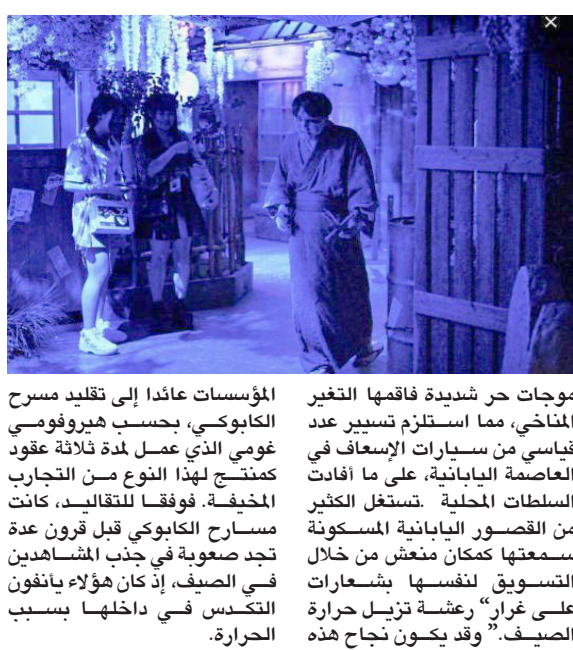 موجات حر شديدة فاقمها التغير
المناخي، مما استلزم تسيير عدد
قياسي من سيارات الإسعاف في
العاصمة اليابانية، على ما أفادت
السلطات المحلية .تستغل الكثير
من القصور اليابانية المسكونة
سمعتها كمكان منعش من خلال
التسويق لنفسها بشعارات
على غرار“ رعشة تزيل حرارة
الصيف.” وقد يكون نجاح هذه
المؤسسات عائدا إلى تقليد مسرح
الكابوكي، بحسب هيروفومي
غومي الذي عمل لمدة ثلاثة عقود
كمنتج لهذا النوع من التجارب
المخيفة. فوفقا للتقاليد، كانت
مسارح الكابوكي قبل قرون عدة
تجد صعوبة في جذب المشاهدين
في الصيف، إذ كان هؤلاء يأنفون
التكدس في داخلها بسبب
الحرارة.